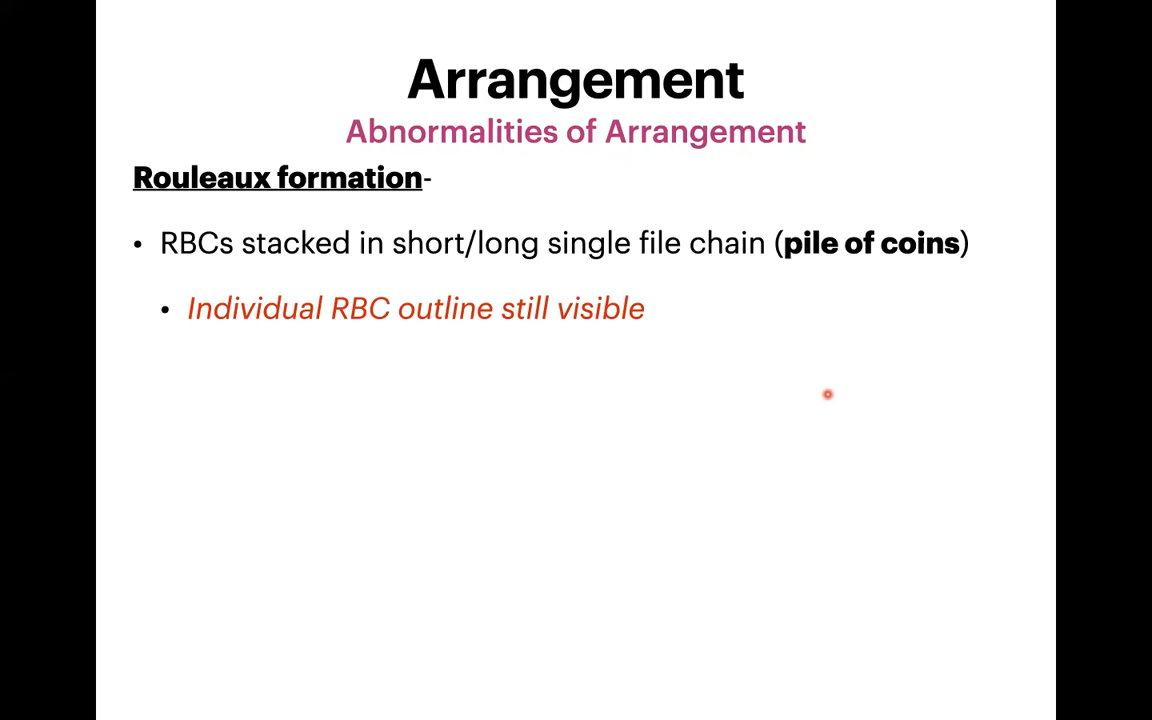 Arrangement
Abnormalities of Arrangement
Rouleaux formation-
• RBCs stacked in short/long single file chain (pile of coins)
• Individual RBC outline still visible